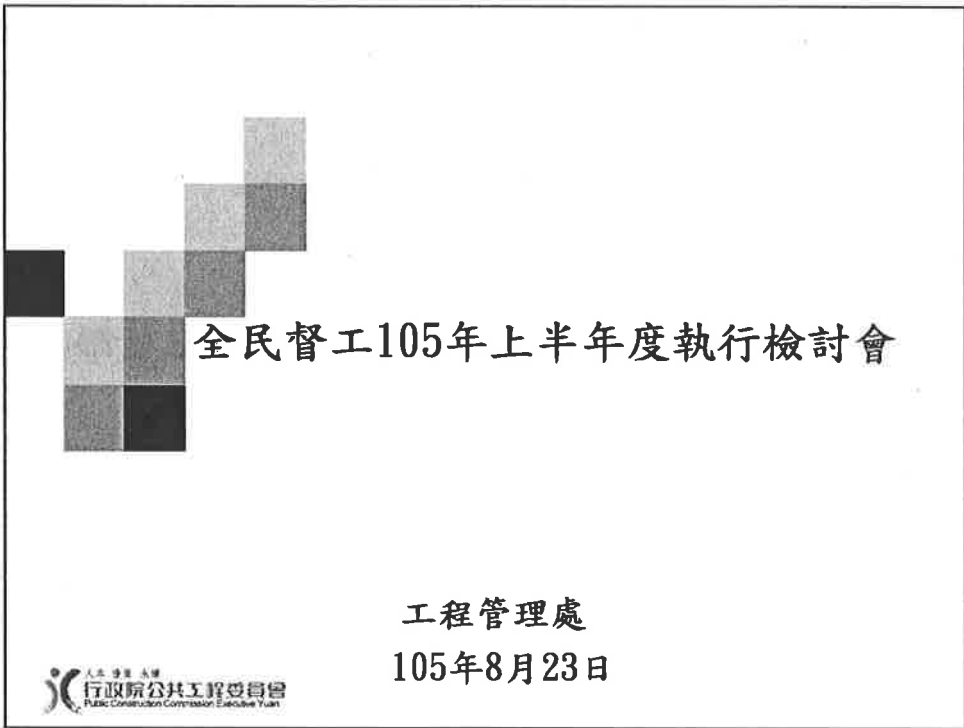 全民督工105年上半年度執行檢討會
工程管理處
105年8月23日
行政院公共工程委員會
Public Construction Commission Executive Yuan